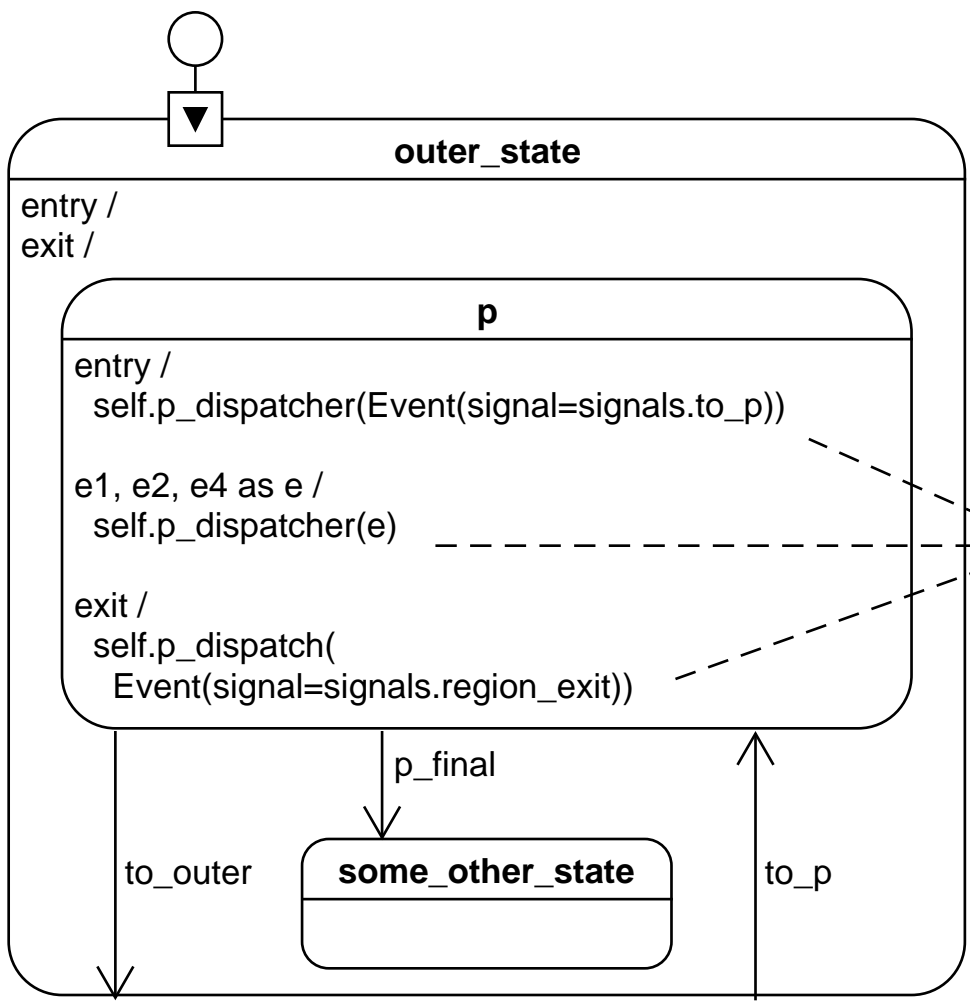 outer_state
entry /
exit /
p
entry /
self.p_dispatcher(Event(signal=signals.to_p))
e1, e2, e4 as e /
self.p_dispatcher(e)
exit /
self.p_dispatch(
Event(signal=signals.region_exit))
p_final
to_outer
some_other_state
to_p